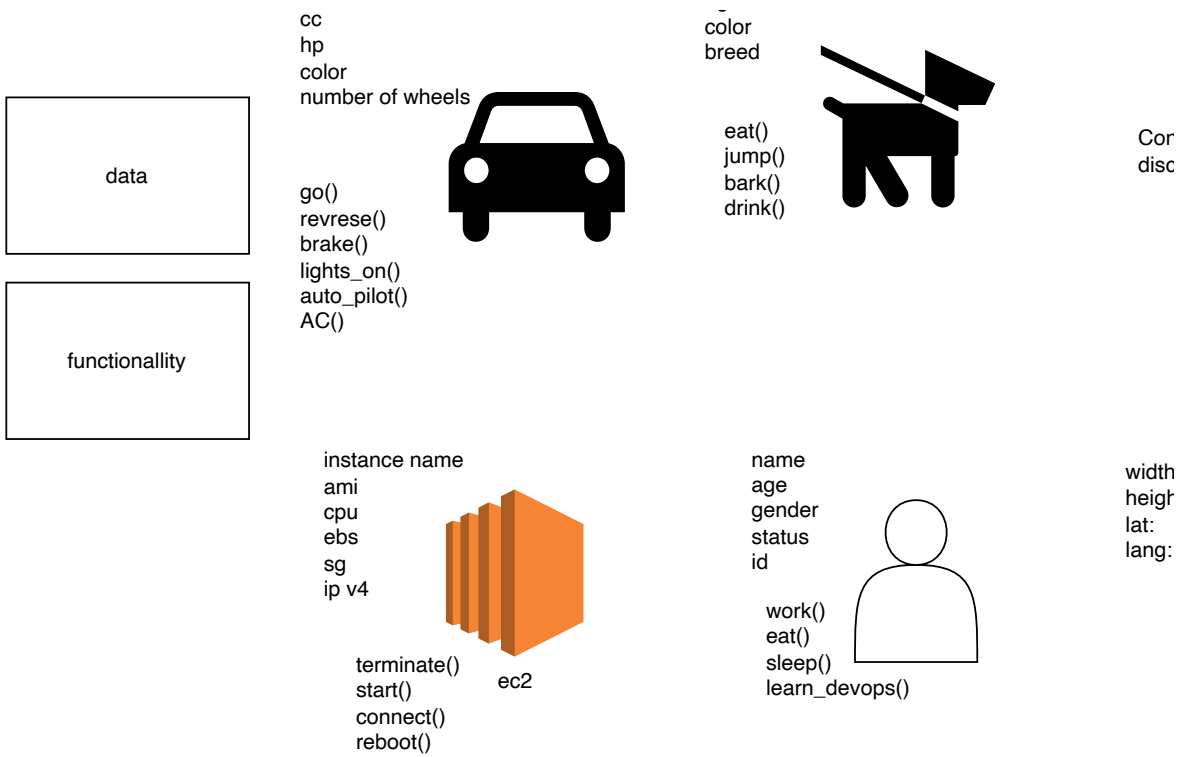 cc
hp
color
number of wheels
go()
revrese()
brake()
lights_on()
auto_pilot()
AC()
color
breed
eat()
jump()
bark()
drink()
data
functionallity
instance name
ami
cpu
ebs
sg
ip v4
terminate()
start()
connect()
reboot()
ec2
name
age
gender
status
id
work()
eat()
sleep()
learn_devops()
width
lat:
lang: